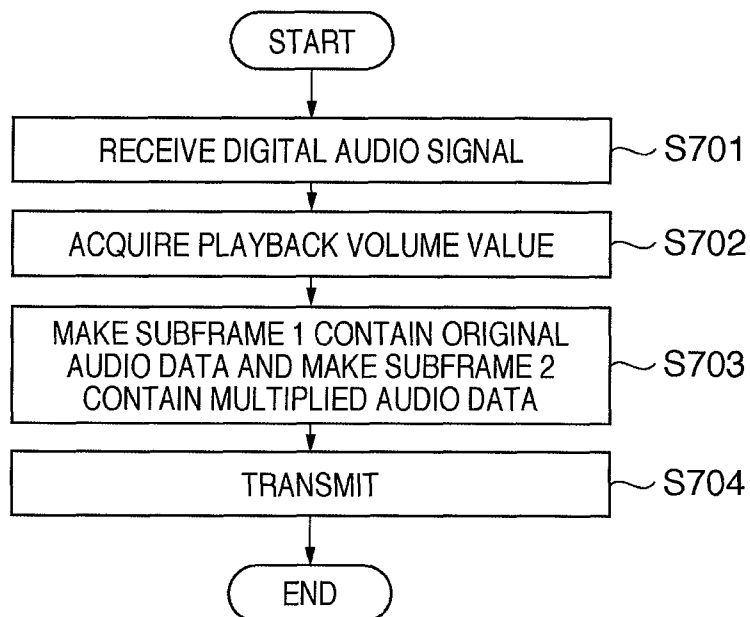 START
RECEIVE DIGITAL AUDIO SIGNAL
S701
ACQUIRE PLAYBACK VOLUME VALUE
S702
MAKE SUBFRAME 1 CONTAIN ORIGINAL
AUDIO DATA AND MAKE SUBFRAME 2
CONTAIN MULTIPLIED AUDIO DATA
S703
TRANSMIT
S704
END